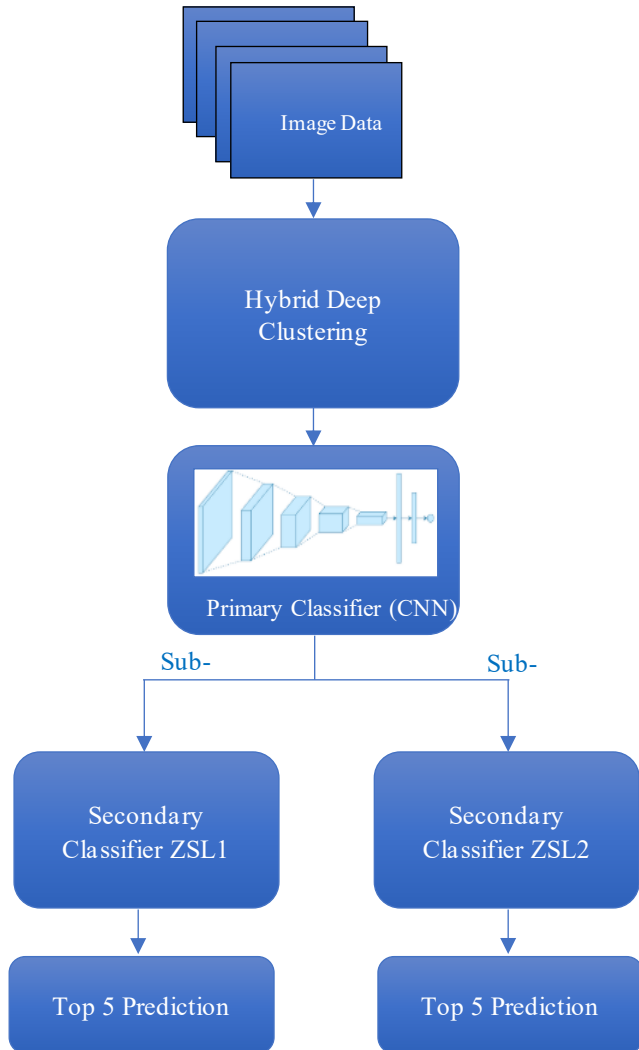 Image Data
Hybrid Deep
Clustering
Primary Classifier (CNN)
Sub-
Sub-
Secondary
Classifier ZSL1
Secondary
Classifier ZSL2
Top 5 Prediction
Top 5 Prediction